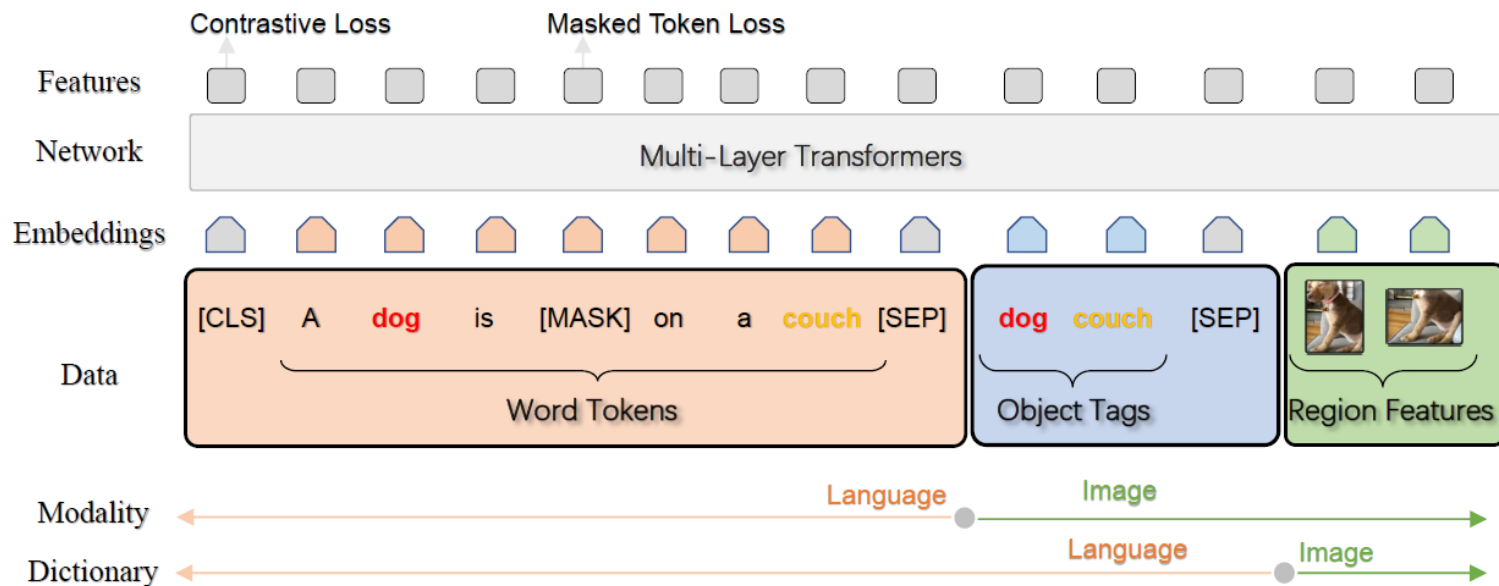 Contrastive Loss Masked Token Loss
Features
Network Multi-Layer Transformers
Embeddings
[CLS] A dog is [MASK] on a couch [SEP] dog couch [SEP]
Data
Word Tokens Object Tags Region Features
Modality Language Image
Dictionary Language Image